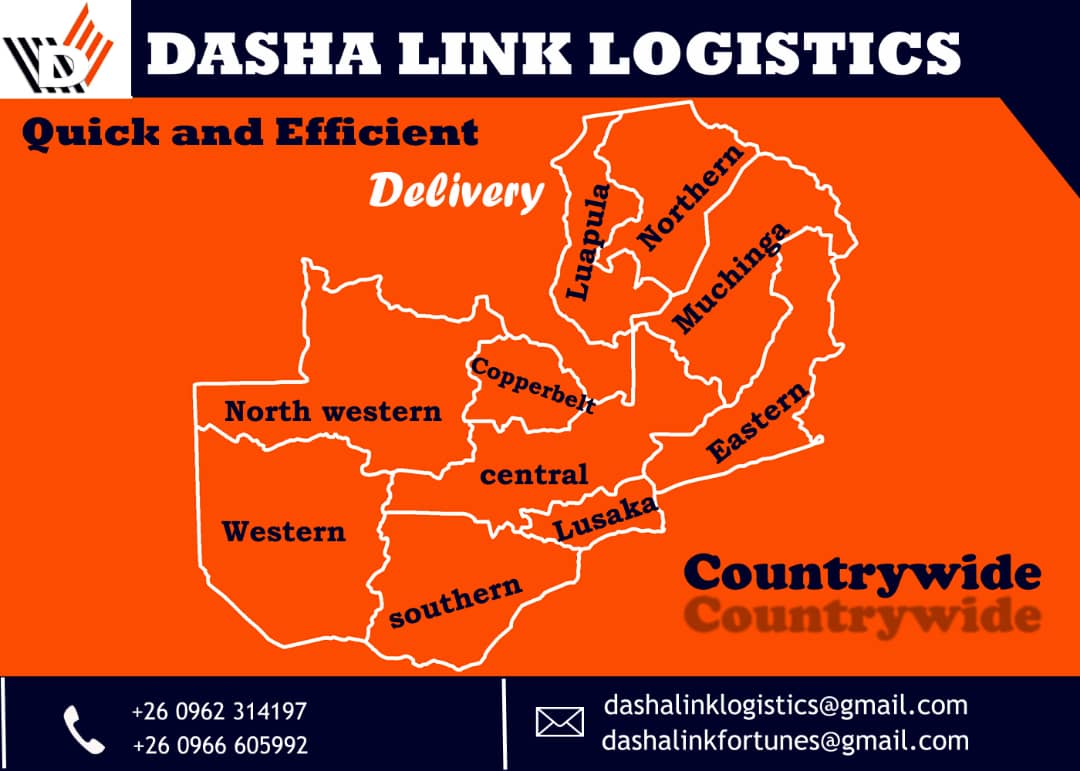 D
DASHA LINK LOGISTICS
Quick and Efficient
Delivery
Luapula
Northern
Muchinga
Copperbelt
North western
Eastern
central
Lusaka
Western
southern
Countrywide
Countrywide
+26 0962 314197
+26 0966 605992
dashalinklogistics@gmail.com
dashalinkfortunes@gmail.com